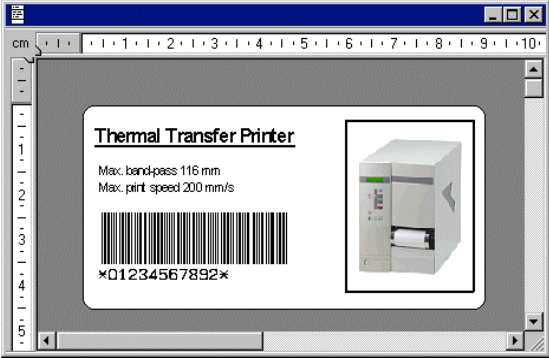 cm 1 2 3 4 5 6 7 8 9 10
Thermal Transfer Printer
Max. band-pass 116 mm
Max. print speed 200 mm/s
*01234567892*
1
2
3
4
5